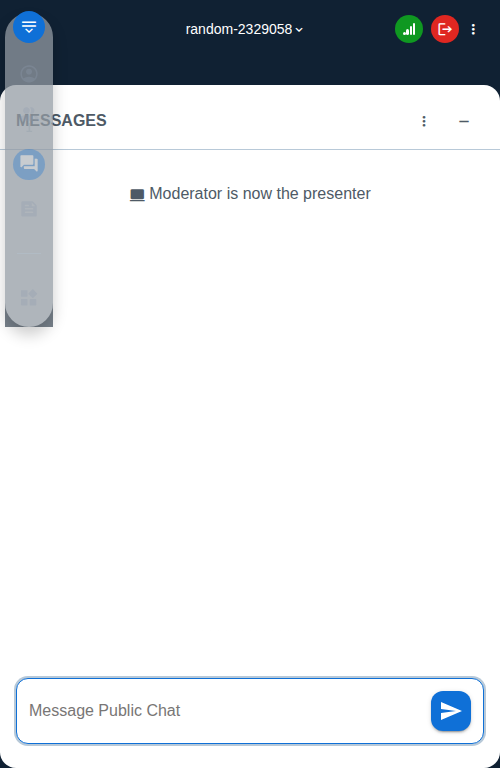 random-2329058
MESSAGES
Moderator is now the presenter
Message Public Chat